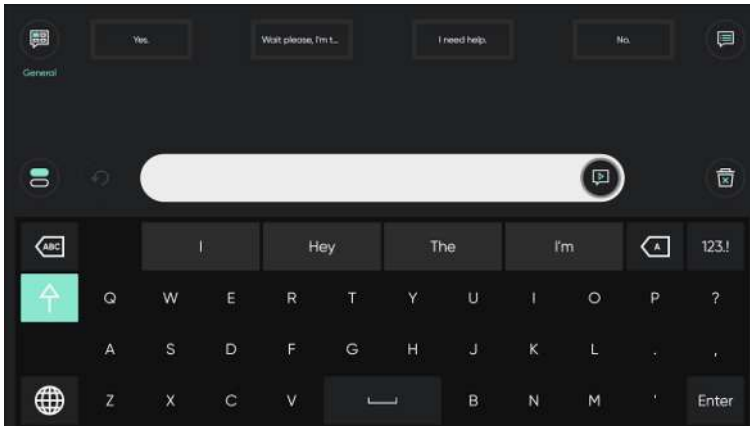 Yes.
Wait please, I'm t...
I need help.
No.
General
ABC
I
Hey
The
I'm
A
123.!
Q W E R T Y U I O P ?
A S D F G H J K L . ,
Z X C V B N M ' Enter